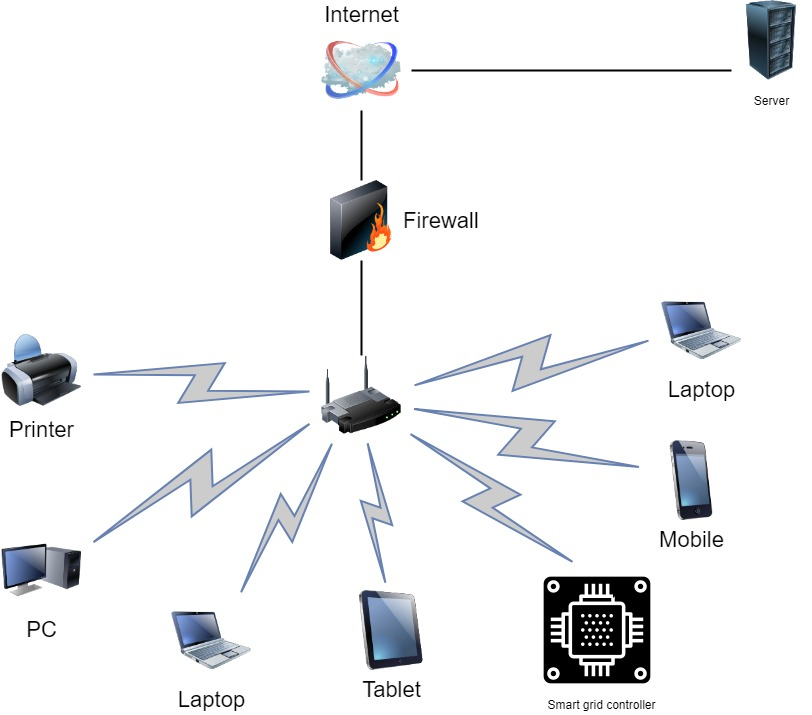 Internet
Server
Firewall
Laptop
Printer
Mobile
PC
Laptop
Tablet
Smart grid controller